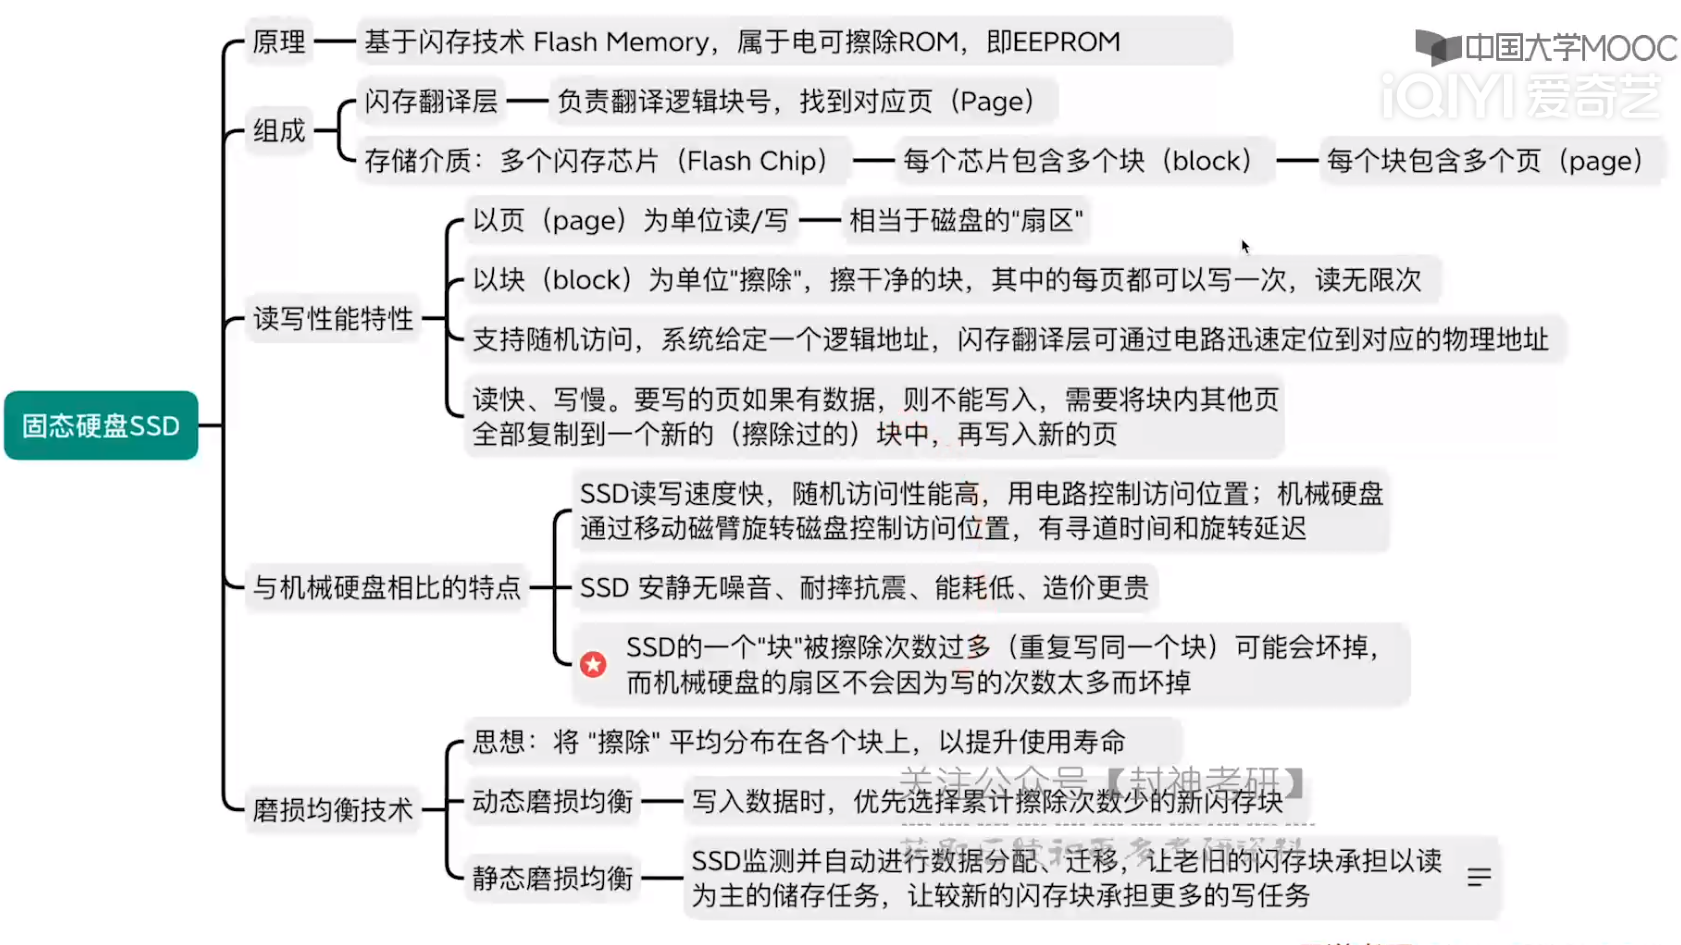 中国大学MOOC
iQIYI 爱奇艺
固态硬盘SSD
原理
基于闪存技术 Flash Memory，属于电可擦除ROM，即EEPROM
组成
闪存翻译层
负责翻译逻辑块号，找到对应页（Page）
存储介质：多个闪存芯片（Flash Chip）
每个芯片包含多个块（block）
每个块包含多个页（page）
读写性能特性
以页（page）为单位读/写
相当于磁盘的"扇区"
以块（block）为单位"擦除"，擦干净的块，其中的每页都可以写一次，读无限次
支持随机访问，系统给定一个逻辑地址，闪存翻译层可通过电路迅速定位到对应的物理地址
读快、写慢。要写的页如果有数据，则不能写入，需要将块内其他页
全部复制到一个新的（擦除过的）块中，再写入新的页
与机械硬盘相比的特点
SSD读写速度快，随机访问性能高，用电路控制访问位置；机械硬盘
通过移动磁臂旋转磁盘控制访问位置，有寻道时间和旋转延迟
SSD 安静无噪音、耐摔抗震、能耗低、造价更贵
SSD的一个"块"被擦除次数过多（重复写同一个块）可能会坏掉，
而机械硬盘的扇区不会因为写的次数太多而坏掉
磨损均衡技术
思想：将 "擦除" 平均分布在各个块上，以提升使用寿命
动态磨损均衡
写入数据时，优先选择累计擦除次数少的新闪存块
静态磨损均衡
SSD监测并自动进行数据分配、迁移，让老旧的闪存块承担以读
为主的储存任务，让较新的闪存块承担更多的写任务
关注公众号【封神考研】